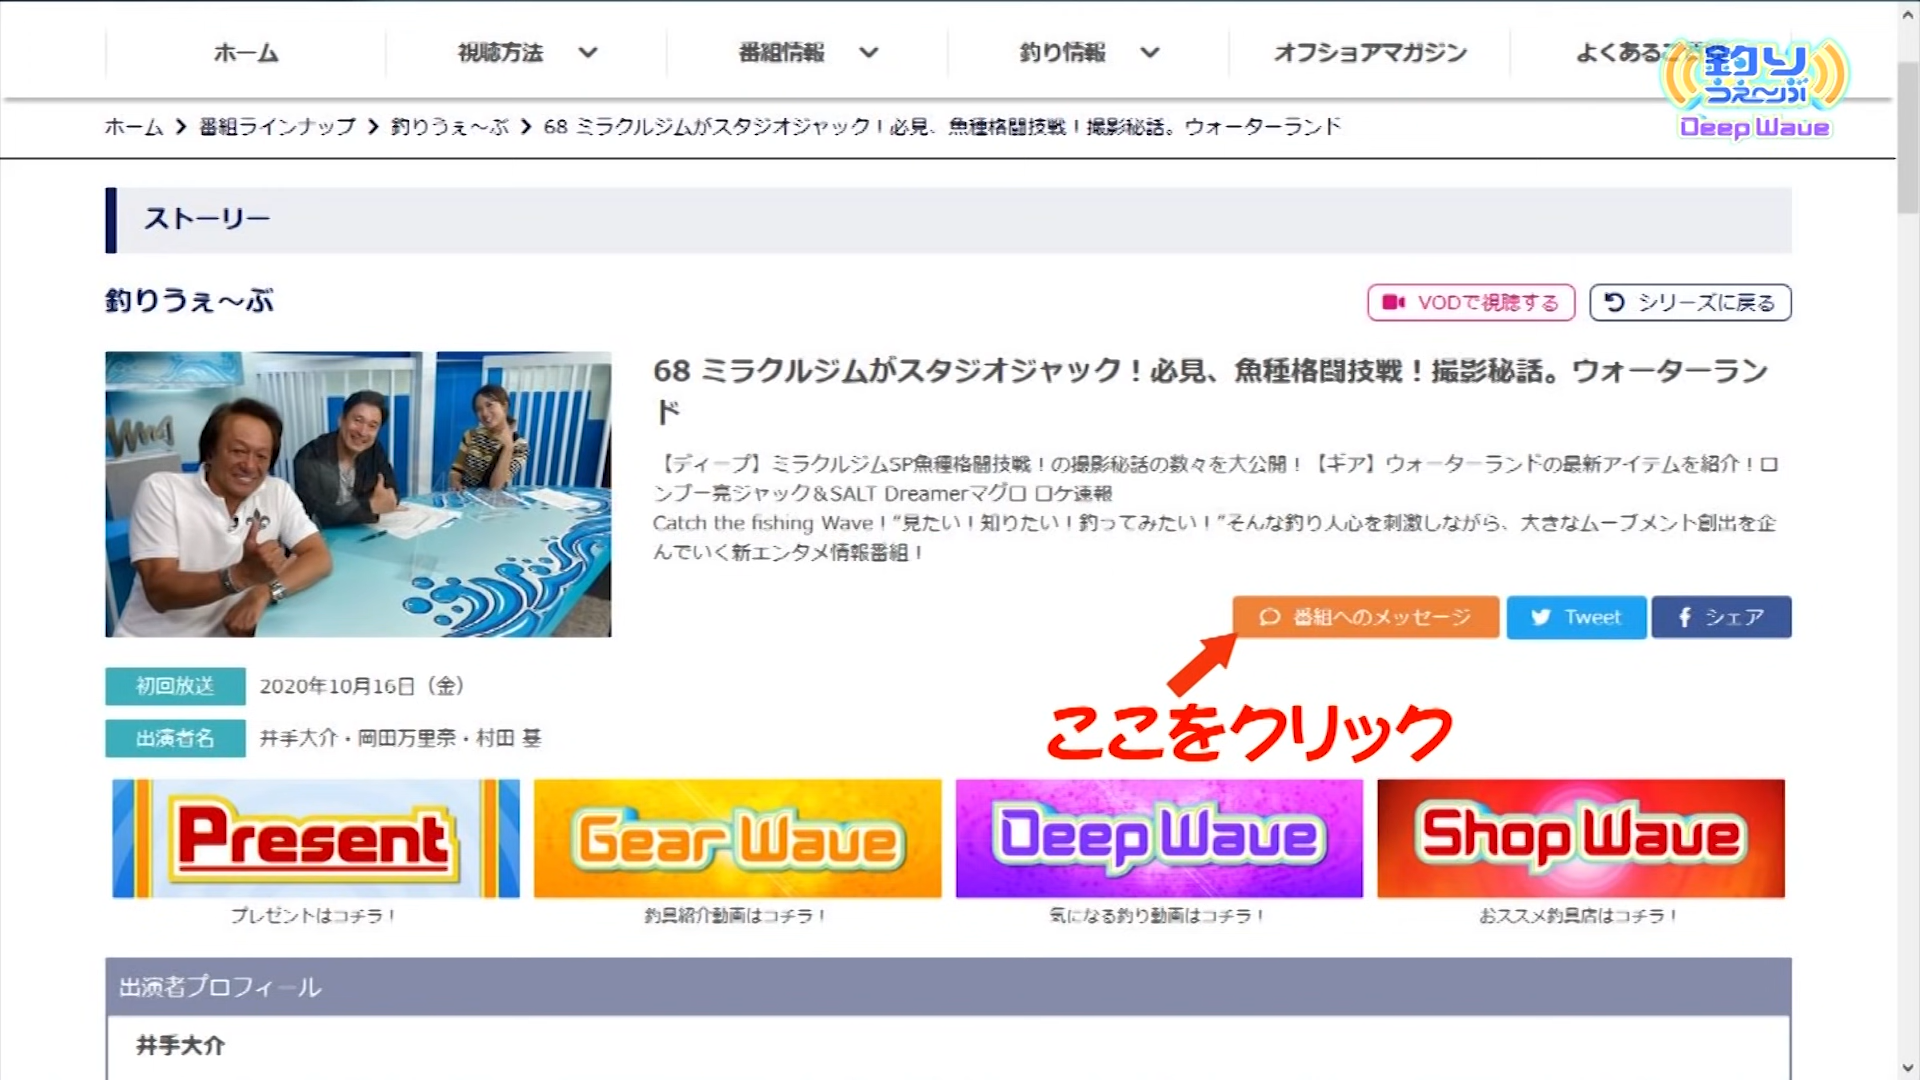 ホーム 視聴方法 番組情報 釣り情報 オフショアマガジン よくあるご
釣り
うぇ〜ぶ
Deep Wave
ホーム 番組ラインナップ 釣りうぇ〜ぶ 68 ミラクルジムがスタジオジャック！必見、魚種格闘技戦！撮影秘話。ウォーターランド
ストーリー
釣りうぇ〜ぶ
VODで視聴する シリーズに戻る
68 ミラクルジムがスタジオジャック！必見、魚種格闘技戦！撮影秘話。ウォーターラン
ド
【ディープ】ミラクルジムSP魚種格闘技戦！の撮影秘話の数々を大公開！【ギア】ウォーターランドの最新アイテムを紹介！ロ
ンブー亮ジャック＆SALT Dreamerマグロ ロケ速報
Catch the fishing Wave！“見たい！知りたい！釣ってみたい！”そんな釣り人心を刺激しながら、大きなムーブメント創出を企
んでいく新エンタメ情報番組！
番組へのメッセージ Tweet シェア
ここをクリック
初回放送 2020年10月16日（金）
出演者名 井手大介・岡田万里奈・村田 基
Present Gear Wave Deep Wave Shop Wave
プレゼントはコチラ！ 釣具紹介動画はコチラ！ 気になる釣り動画はコチラ！ おススメ釣具店はコチラ！
出演者プロフィール
井手大介